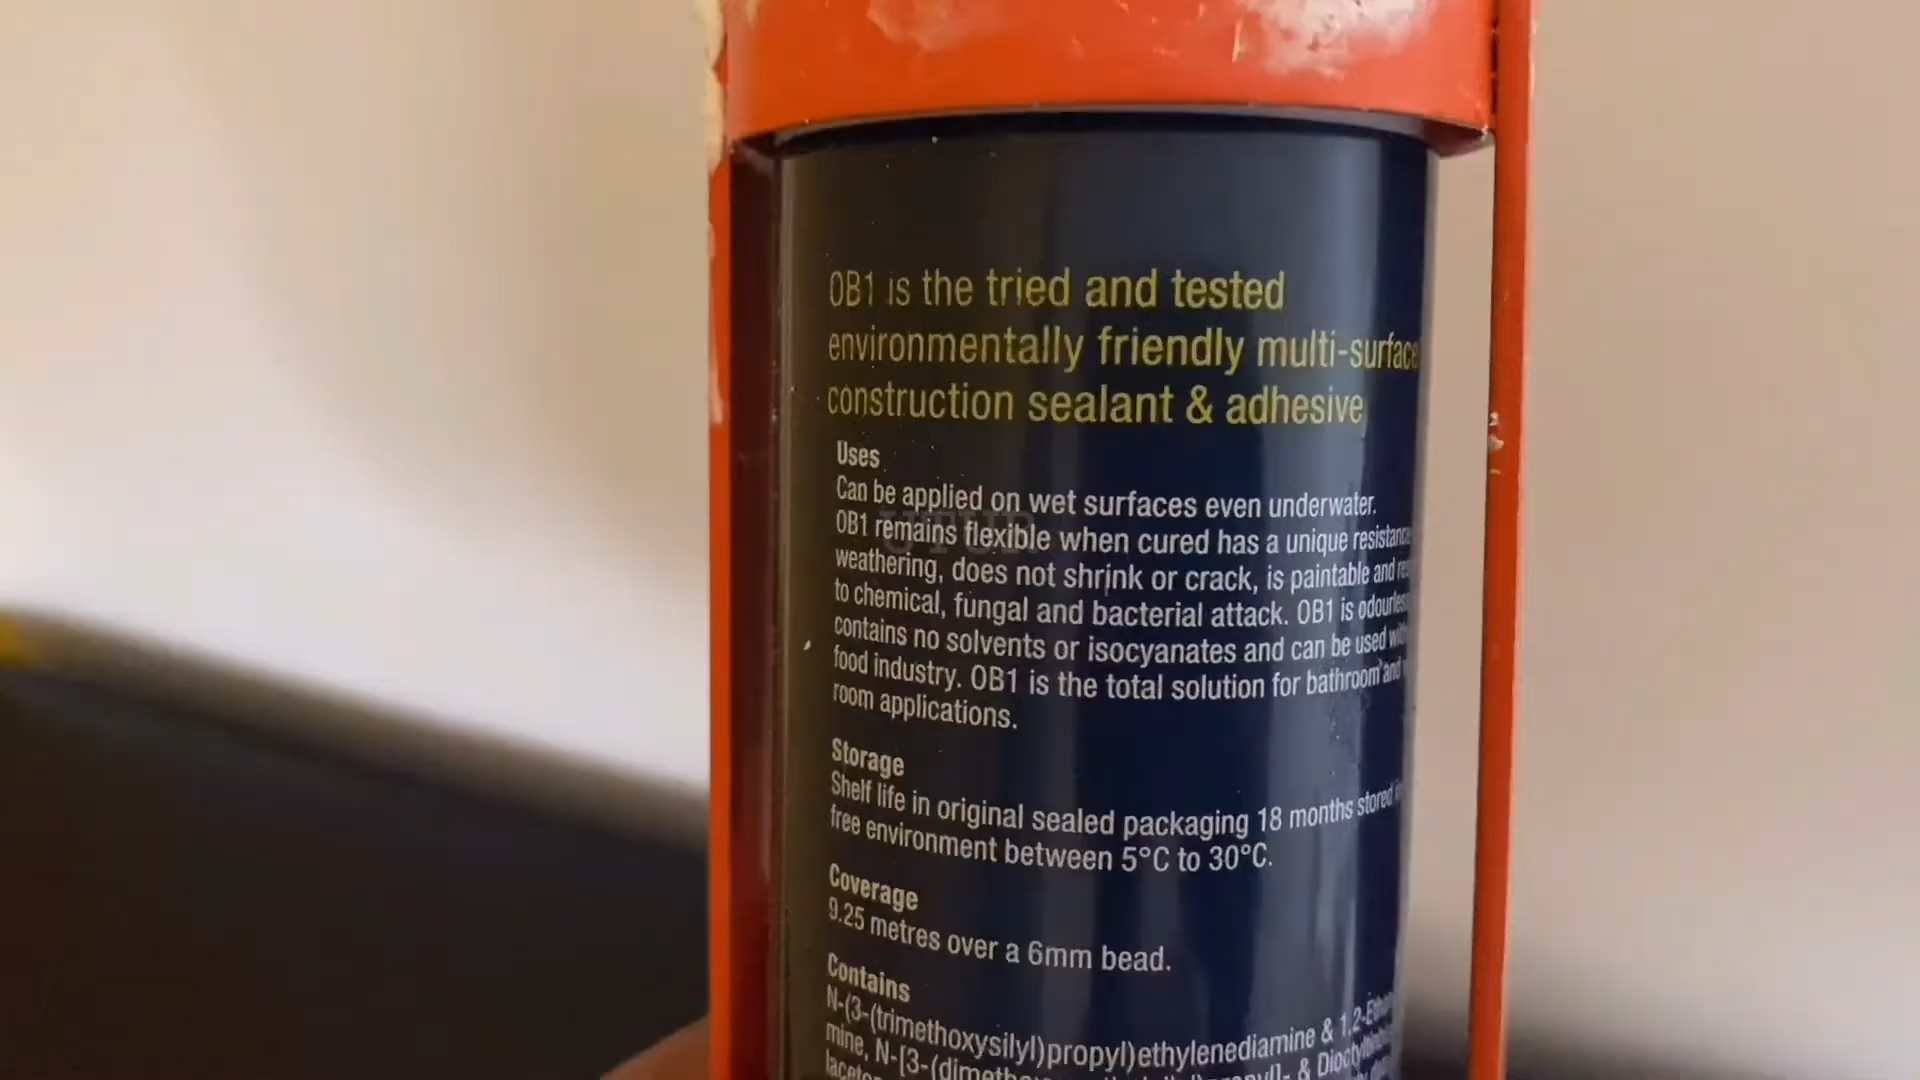 OB1 is the tried and tested
environmentally friendly multi-surface
construction sealant & adhesive
Uses
Can be applied on wet surfaces even underwater.
OB1 remains flexible when cured has a unique resistance
weathering, does not shrink or crack, is paintable and
to chemical, fungal and bacterial attack. OB1 is
contains no solvents or isocyanates and can be used
food industry. OB1 is the total solution for bathroom and
room applications.
Storage
Shelf life in original sealed packaging 18 months stored
free environment between 5°C to 30°C.
Coverage
9.25 metres over a 6mm bead.
Contains
N-(3-(trimethoxysilyl)propyl)ethylenediamine &
mine, &